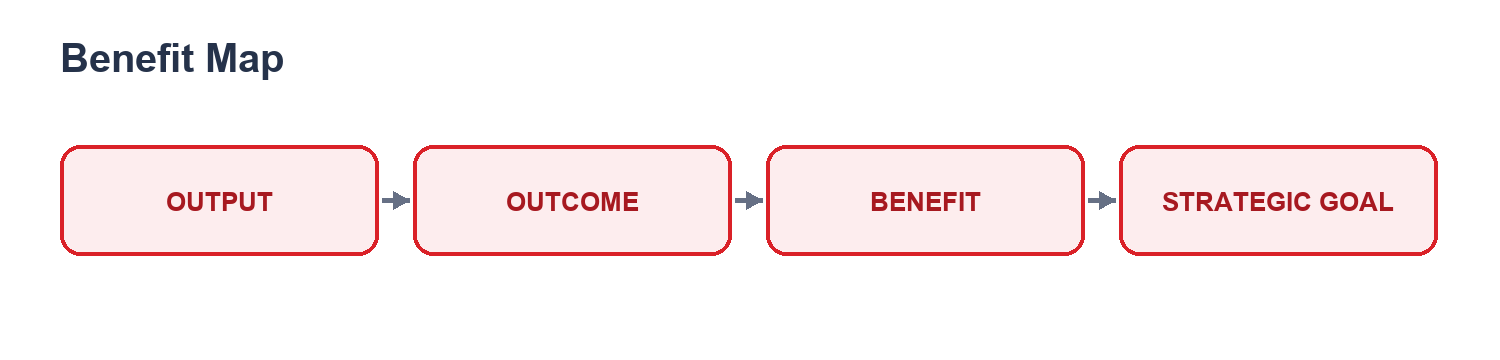 Benefit Map
OUTPUT
OUTCOME
BENEFIT
STRATEGIC GOAL